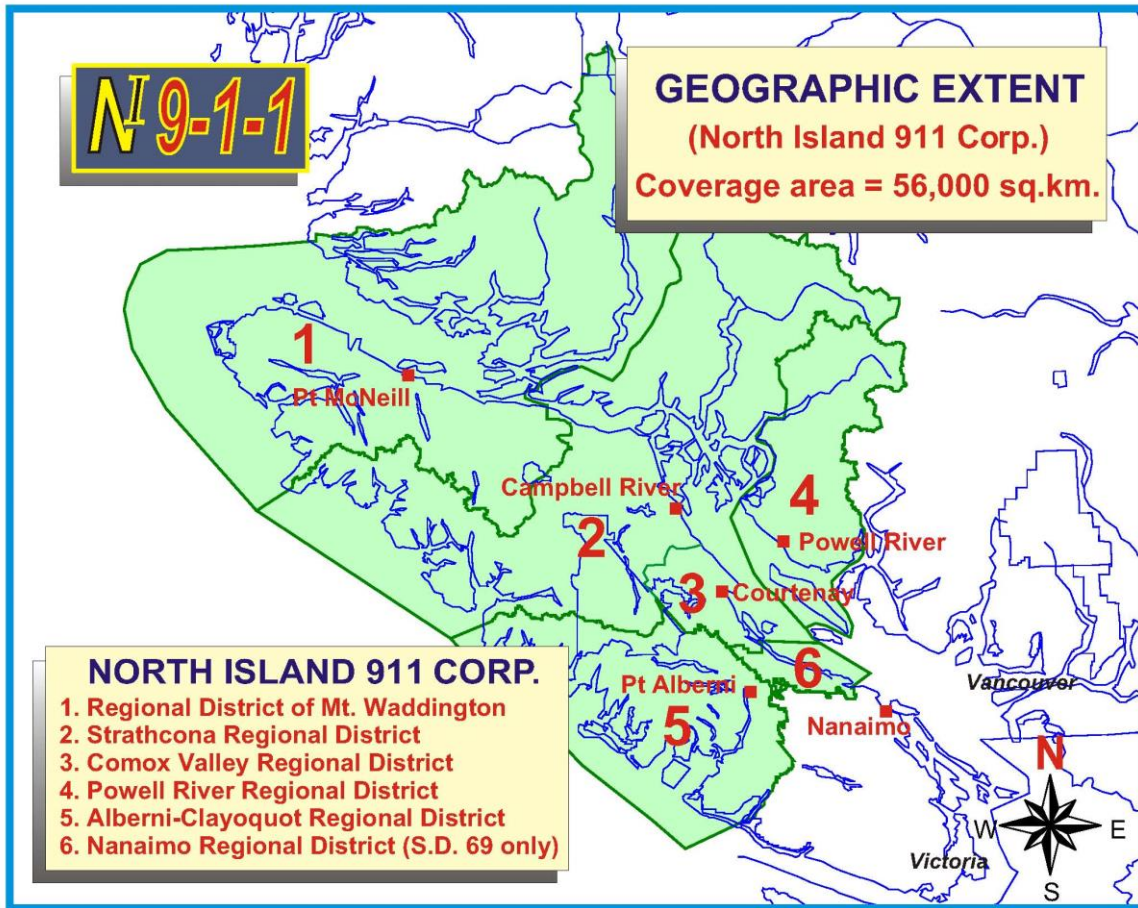 NI 9-1-1
GEOGRAPHIC EXTENT
(North Island 911 Corp.)
Coverage area = 56,000 sq.km.
1
Pt McNeill
Campbell River
2
4
Powell River
3
Courtenay
6
Pt Alberni
5
Nanaimo
Vancouver
Victoria
NORTH ISLAND 911 CORP.
1. Regional District of Mt. Waddington
2. Strathcona Regional District
3. Comox Valley Regional District
4. Powell River Regional District
5. Alberni-Clayoquot Regional District
6. Nanaimo Regional District (S.D. 69 only)
N
W
E
S